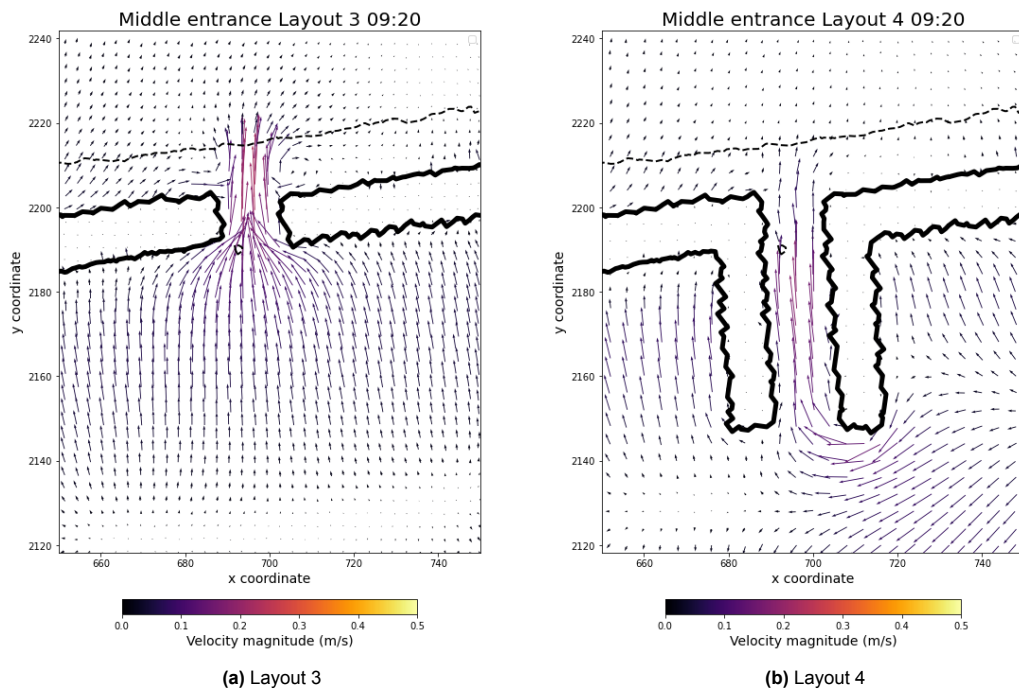 Middle entrance Layout 3 09:20
2240
2220
2200
2180
2160
2140
2120
y coordinate
660 680 700 720 740
x coordinate
0.0 0.1 0.2 0.3 0.4 0.5
Velocity magnitude (m/s)
(a) Layout 3
Middle entrance Layout 4 09:20
2240
2220
2200
2180
2160
2140
2120
y coordinate
660 680 700 720 740
x coordinate
0.0 0.1 0.2 0.3 0.4 0.5
Velocity magnitude (m/s)
(b) Layout 4